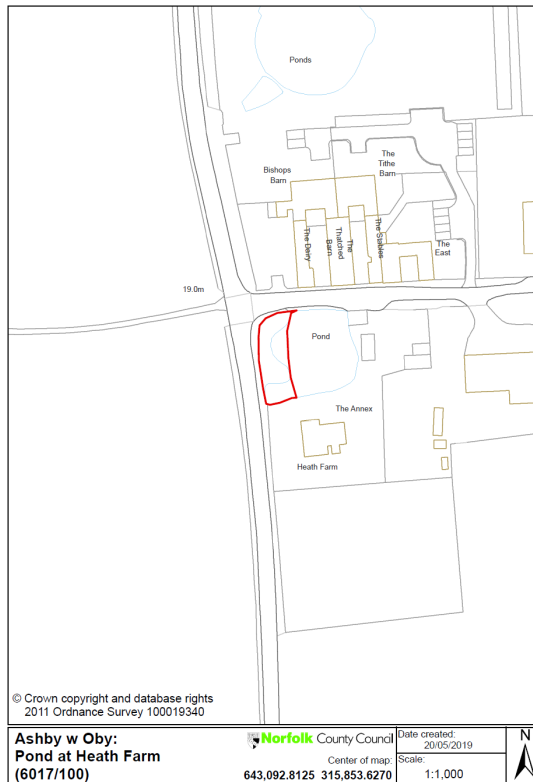 Ponds
The
Tithe
Barn
Bishops
Barn
The Dairy
The
Thatched
Barn
The Stables
The
East
19.0m
Pond
The Annex
Heath Farm
© Crown copyright and database rights
2011 Ordnance Survey 100019340
Ashby w Oby:
Pond at Heath Farm
(6017/100)
Norfolk County Council
Center of map:
643,092.8125 315,853.6270
Date created:
20/05/2019
Scale:
1:1,000
N